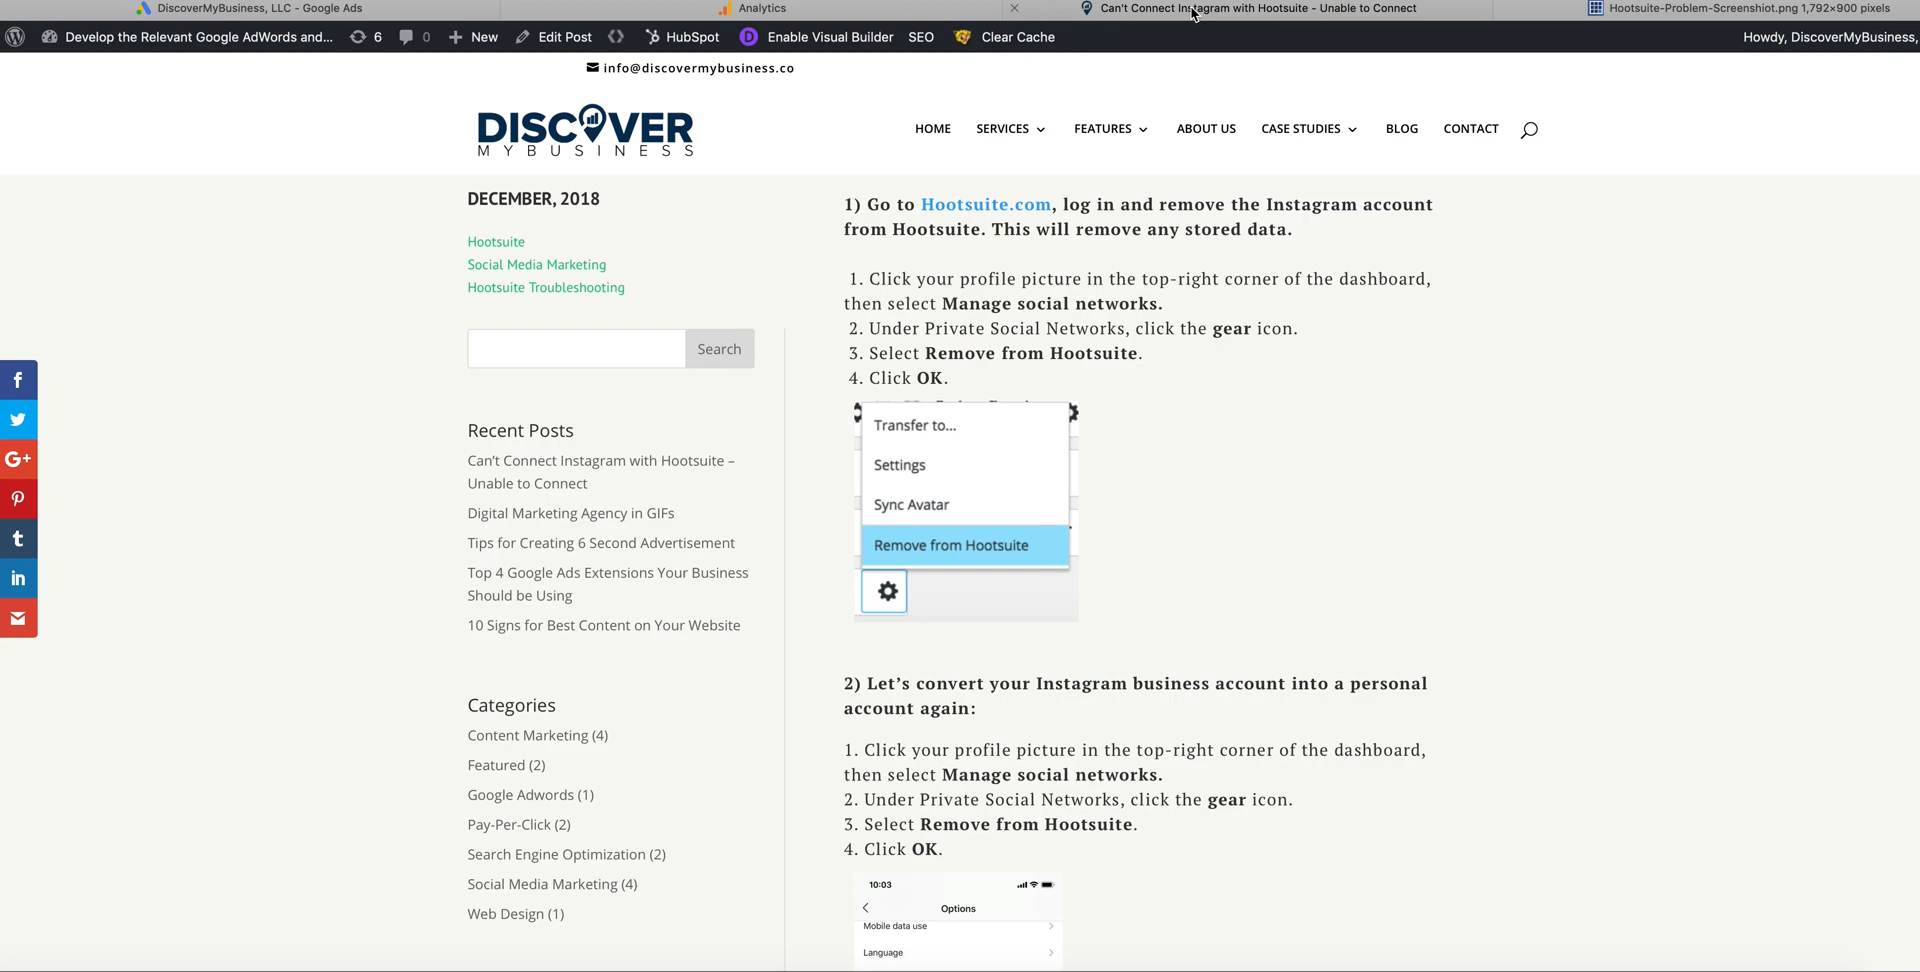 DiscoverMyBusiness, LLC - Google Ads
Analytics
Can't Connect Instagram with Hootsuite - Unable to Connect
Hootsuite-Problem-Screenshiot.png 1,792×900 pixels
Develop the Relevant Google AdWords and...
6
0
New
Edit Post
HubSpot
D
Enable Visual Builder
SEO
Clear Cache
Howdy, DiscoverMyBusiness,
info@discovermybusiness.co
DISCOVER
MYBUSINESS
HOME
SERVICES
FEATURES
ABOUT US
CASE STUDIES
BLOG
CONTACT
DECEMBER, 2018
Hootsuite
Social Media Marketing
Hootsuite Troubleshooting
Search
Recent Posts
Can’t Connect Instagram with Hootsuite –
Unable to Connect
Digital Marketing Agency in GIFs
Tips for Creating 6 Second Advertisement
Top 4 Google Ads Extensions Your Business
Should be Using
10 Signs for Best Content on Your Website
Categories
Content Marketing (4)
Featured (2)
Google Adwords (1)
Pay-Per-Click (2)
Search Engine Optimization (2)
Social Media Marketing (4)
Web Design (1)
1) Go to Hootsuite.com, log in and remove the Instagram account
from Hootsuite. This will remove any stored data.
1. Click your profile picture in the top-right corner of the dashboard,
then select Manage social networks.
2. Under Private Social Networks, click the gear icon.
3. Select Remove from Hootsuite.
4. Click OK.
Transfer to...
Settings
Sync Avatar
Remove from Hootsuite
2) Let’s convert your Instagram business account into a personal
account again:
1. Click your profile picture in the top-right corner of the dashboard,
then select Manage social networks.
2. Under Private Social Networks, click the gear icon.
3. Select Remove from Hootsuite.
4. Click OK.
10:03
Options
Mobile data use
Language